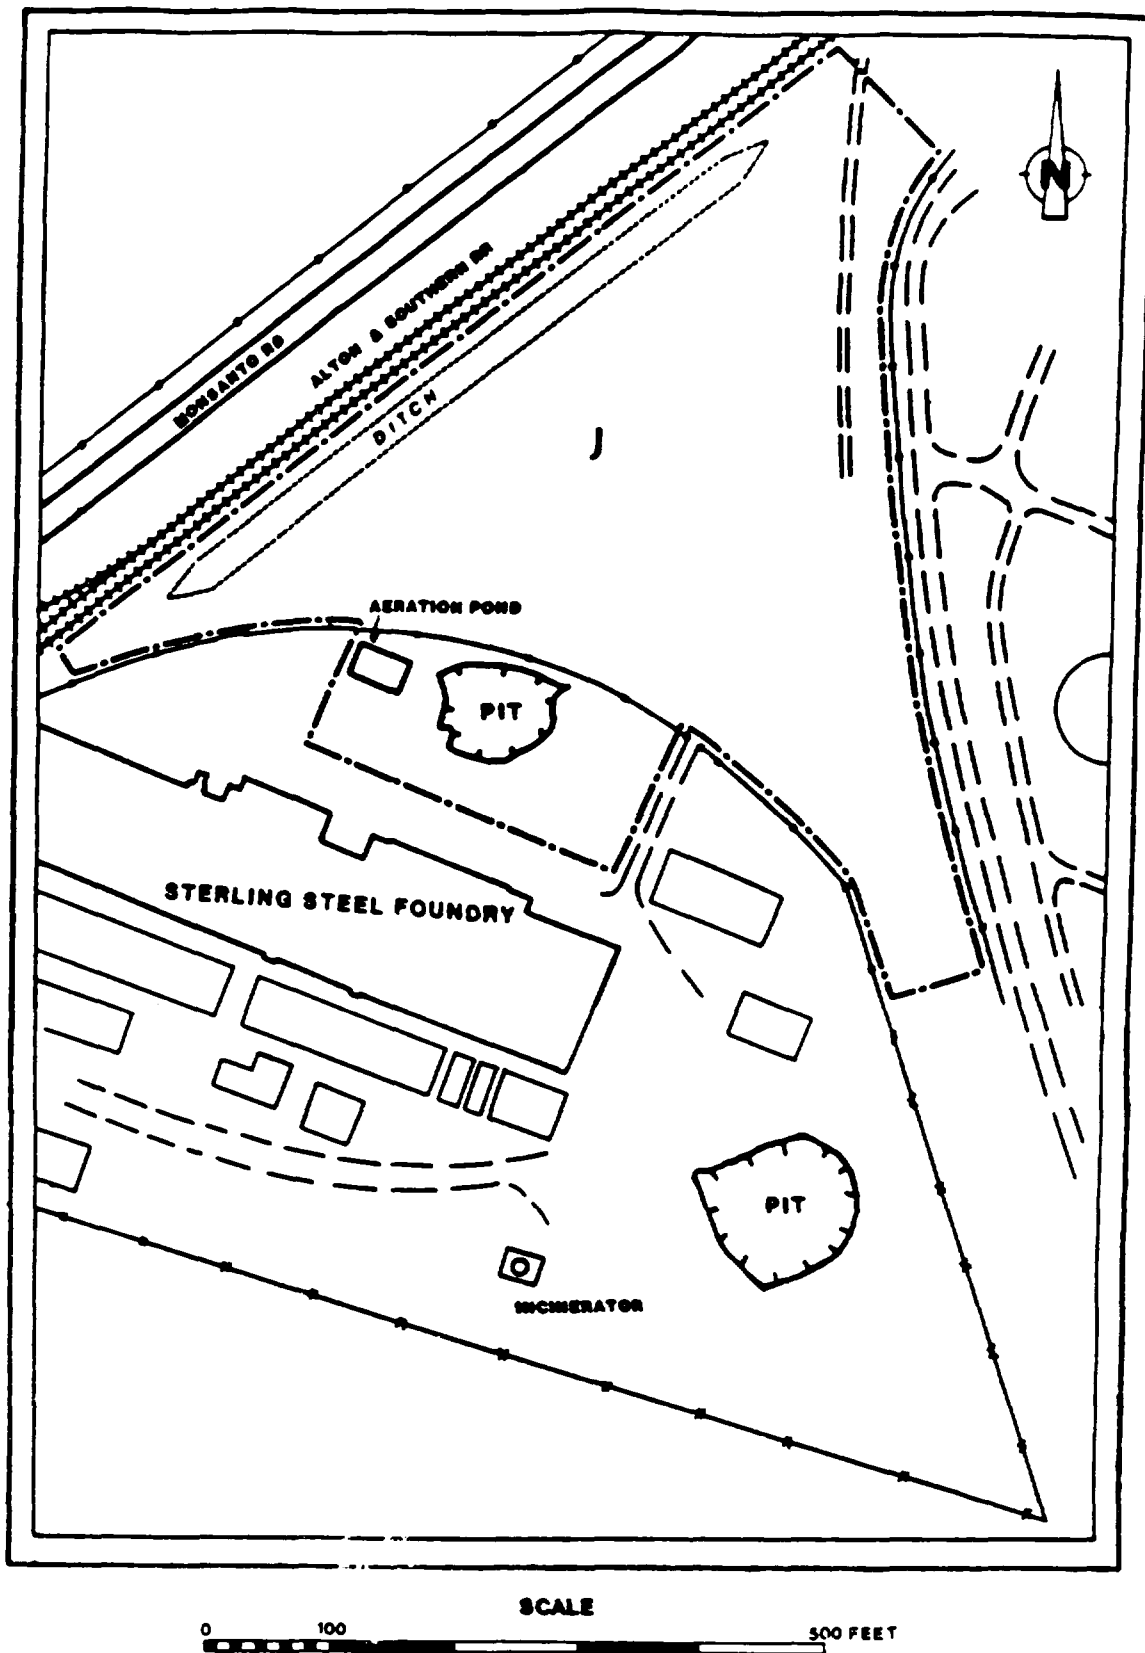 N
MONSANTO RD
ALTON & SOUTHERN RR
DITCH
J
AERATION POND
PIT
STERLING STEEL FOUNDRY
PIT
INCINERATOR
SCALE
0 100 500 FEET